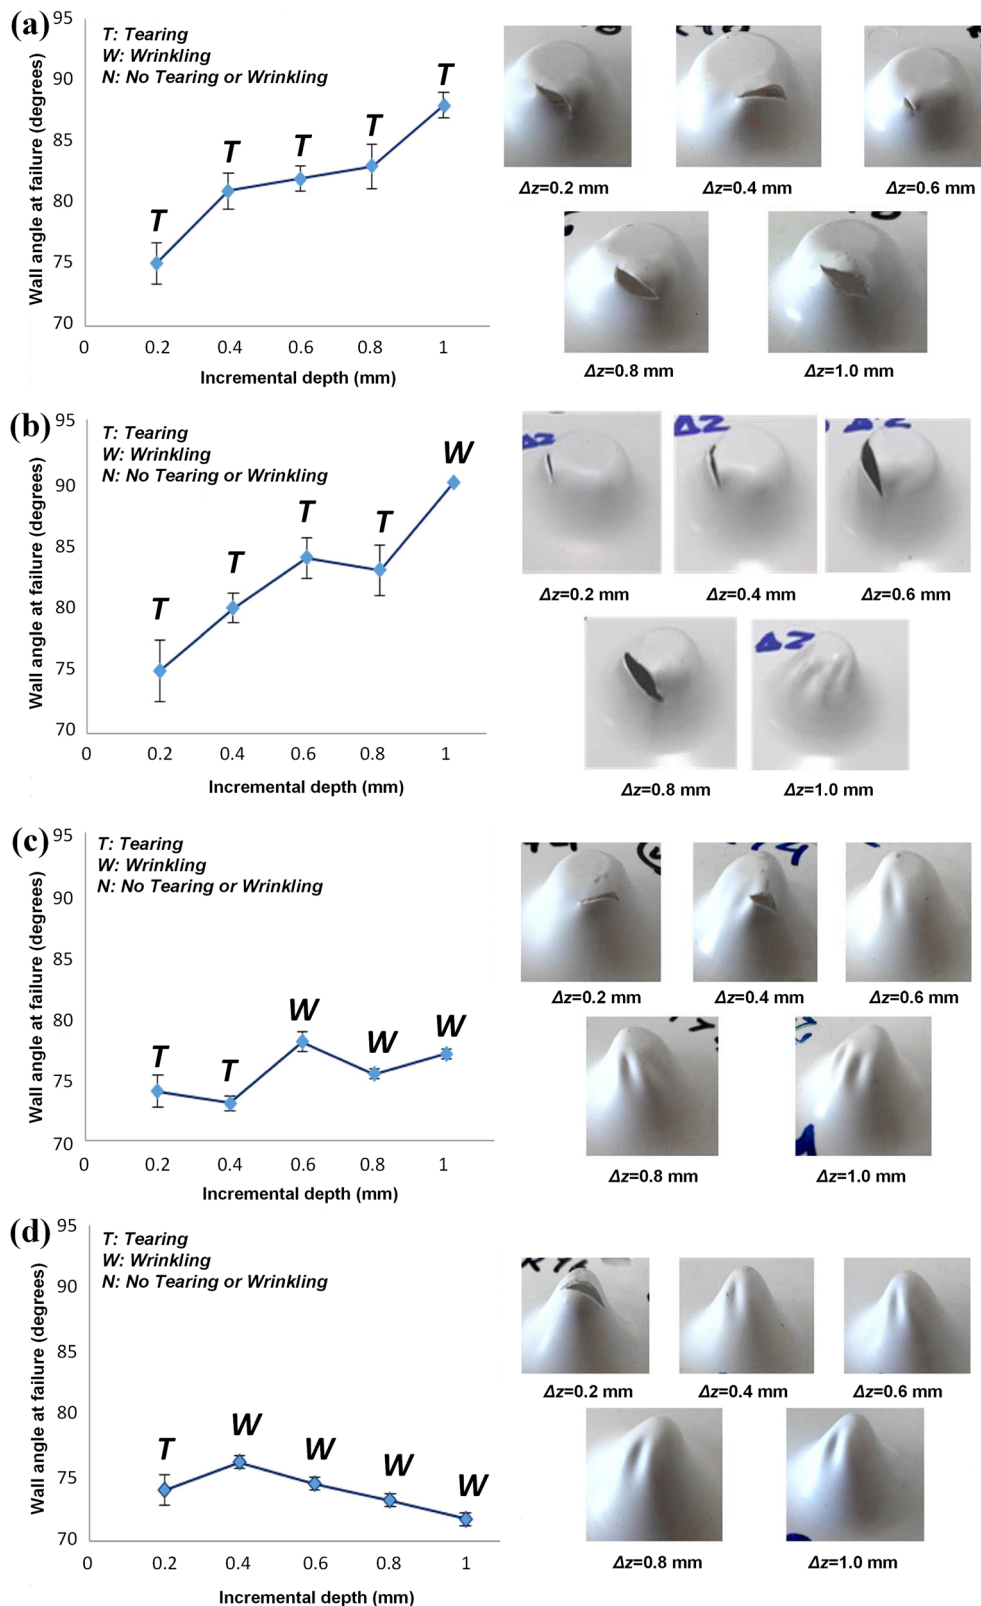 (a)
95
90
85
80
75
70
Wall angle at failure (degrees)
T: Tearing
W: Wrinkling
N: No Tearing or Wrinkling
T
T
T
T
T
0
0.2
0.4
0.6
0.8
1
Incremental depth (mm)
Δz=0.2 mm
Δz=0.4 mm
Δz=0.6 mm
Δz=0.8 mm
Δz=1.0 mm
(b)
95
90
85
80
75
70
Wall angle at failure (degrees)
T: Tearing
W: Wrinkling
N: No Tearing or Wrinkling
T
T
T
T
W
0
0.2
0.4
0.6
0.8
1
Incremental depth (mm)
ΔZ
ΔZ
ΔZ
Δz=0.2 mm
Δz=0.4 mm
Δz=0.6 mm
ΔZ
Δz=0.8 mm
Δz=1.0 mm
(c)
95
90
85
80
75
70
Wall angle at failure (degrees)
T: Tearing
W: Wrinkling
N: No Tearing or Wrinkling
T
T
W
W
W
0
0.2
0.4
0.6
0.8
1
Incremental depth (mm)
Δz=0.2 mm
Δz=0.4 mm
Δz=0.6 mm
Δz=0.8 mm
Δz=1.0 mm
(d)
95
90
85
80
75
70
Wall angle at failure (degrees)
T: Tearing
W: Wrinkling
N: No Tearing or Wrinkling
T
W
W
W
W
0
0.2
0.4
0.6
0.8
1
Incremental depth (mm)
Δz=0.2 mm
Δz=0.4 mm
Δz=0.6 mm
Δz=0.8 mm
Δz=1.0 mm